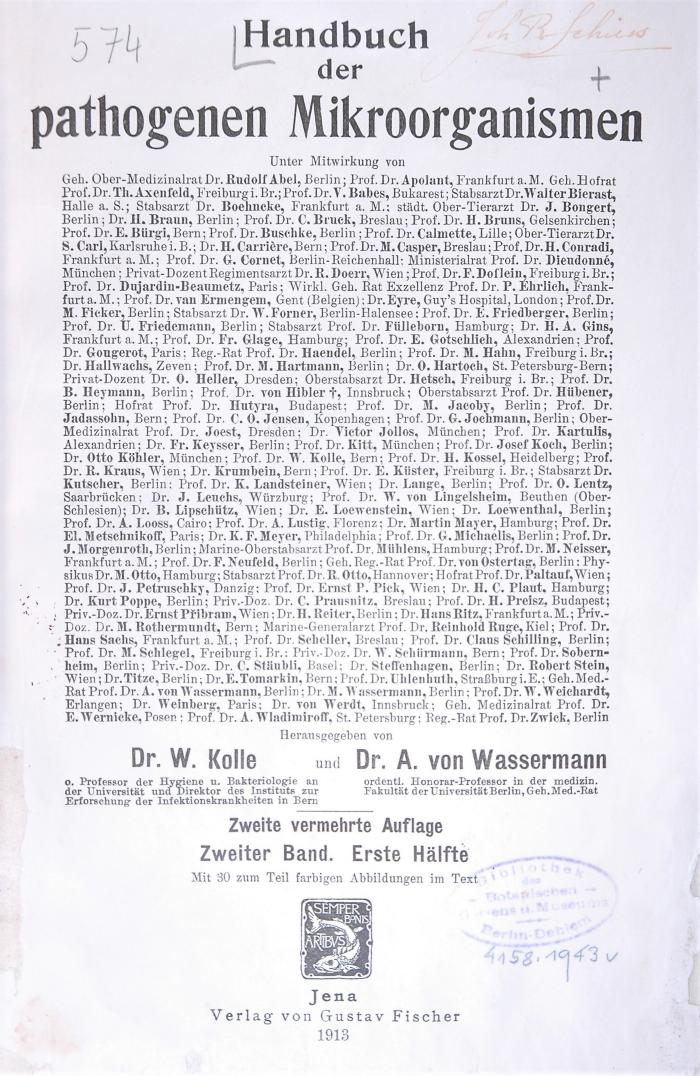 574
Handbuch
der
pathogenen Mikroorganismen
Unter Mitwirkung von
Geh. Ober-Medizinalrat Dr. Rudolf Abel, Berlin; Prof. Dr. Apolant, Frankfurt a. M. Geh. Hofrat
Prof. Dr. Th. Axenfeld, Freiburg i. Br.; Prof. Dr. V. Babes, Bukarest; Stabsarzt Dr. Walter Bierast,
Halle a. S.; Stabsarzt Dr. Boehncke, Frankfurt a. M.; städt. Ober-Tierarzt Dr. J. Bongert,
Berlin; Dr. H. Braun, Berlin; Prof. Dr. C. Bruck, Breslau; Prof. Dr. H. Bruns, Gelsenkirchen;
Prof. Dr. E. Bürgi, Bern; Prof. Dr. Buschke, Berlin; Prof. Dr. Calmette, Lille; Ober-Tierarzt Dr.
S. Carl, Karlsruhe i. B.; Dr. H. Carrière, Bern; Prof. Dr. M. Casper, Breslau; Prof. Dr. H. Conradi,
Frankfurt a. M.; Prof. Dr. G. Cornet, Berlin-Reichenhall; Ministerialrat Prof. Dr. Dieudonné,
München; Privat-Dozent Regimentsarzt Dr. R. Doerr, Wien; Prof. Dr. F. Doflein, Freiburg i. Br.;
Prof. Dr. Dujardin-Beaumetz, Paris; Wirkl. Geh. Rat Exzellenz Prof. Dr. P. Ehrlich, Frank-
furt a. M.; Prof. Dr. van Ermengem, Gent (Belgien); Dr. Eyre, Guy's Hospital, London; Prof. Dr.
M. Ficker, Berlin; Stabsarzt Dr. W. Forner, Berlin-Halensee; Prof. Dr. E. Friedberger, Berlin;
Prof. Dr. U. Friedemann, Berlin; Stabsarzt Prof. Dr. Fülleborn, Hamburg; Dr. H. A. Gins,
Frankfurt a. M.; Prof. Dr. Fr. Glage, Hamburg; Prof. Dr. E. Gotschlich, Alexandrien; Prof.
Dr. Gougerot, Paris; Reg.-Rat Prof. Dr. Haendel, Berlin; Prof. Dr. M. Hahn, Freiburg i. Br.;
Dr. Hallwachs, Zeven; Prof. Dr. M. Hartmann, Berlin; Dr. O. Hartoch, St. Petersburg-Bern;
Privat-Dozent Dr. O. Heller, Dresden; Oberstabsarzt Dr. Hetsch, Freiburg i. Br.; Prof. Dr.
B. Heymann, Berlin; Prof. Dr. von Hibler †, Innsbruck; Oberstabsarzt Prof. Dr. Hübener,
Berlin; Hofrat Prof. Dr. Hutyra, Budapest; Prof. Dr. M. Jacoby, Berlin; Prof. Dr.
Jadassohn, Bern; Prof. Dr. C. O. Jensen, Kopenhagen; Prof. Dr. G. Jochmann, Berlin; Ober-
Medizinalrat Prof. Dr. Joest, Dresden; Dr. Victor Jollos, München; Prof. Dr. Kartulis,
Alexandrien; Dr. Fr. Keysser, Berlin; Prof. Dr. Kitt, München; Prof. Dr. Josef Koch, Berlin;
Dr. Otto Köhler, München; Prof. Dr. W. Kolle, Bern; Prof. Dr. H. Kossel, Heidelberg; Prof.
Dr. R. Kraus, Wien; Dr. Krumbein, Bern; Prof. Dr. E. Küster, Freiburg i. Br.; Stabsarzt Dr.
Kutscher, Berlin; Prof. Dr. K. Landsteiner, Wien; Dr. Lange, Berlin; Prof. Dr. O. Lentz,
Saarbrücken; Dr. J. Leuchs, Würzburg; Prof. Dr. W. von Lingelsheim, Beuthen (Ober-
Schlesien); Dr. B. Lipschütz, Wien; Dr. E. Loewenstein, Wien; Dr. Loewenthal, Berlin;
Prof. Dr. A. Looss, Cairo; Prof. Dr. A. Lustig, Florenz; Dr. Martin Mayer, Hamburg; Prof. Dr.
El. Metschnikoff, Paris; Dr. K. F. Meyer, Philadelphia; Prof. Dr. G. Michaelis, Berlin; Prof. Dr.
J. Morgenroth, Berlin; Marine-Oberstabsarzt Prof. Dr. Mühlens, Hamburg; Prof. Dr. M. Neisser,
Frankfurt a. M.; Prof. Dr. F. Neufeld, Berlin; Geh. Reg.-Rat Prof. Dr. von Ostertag, Berlin; Phy-
sikus Dr. M. Otto, Hamburg; Stabsarzt Prof. Dr. R. Otto, Hannover; Hofrat Prof. Dr. Paltauf, Wien;
Prof. Dr. J. Petruschky, Danzig; Prof. Dr. Ernst P. Pick, Wien; Dr. H. C. Plaut, Hamburg;
Dr. Kurt Poppe, Berlin; Priv.-Doz. Dr. C. Prausnitz, Breslau; Prof. Dr. H. Preisz, Budapest;
Priv.-Doz. Dr. Ernst Přibram, Wien; Dr. H. Reiter, Berlin; Dr. Hans Ritz, Frankfurt a. M.; Priv.-
Doz. Dr. M. Rothermundt, Bern; Marine-Generalarzt Prof. Dr. Reinhold Ruge, Kiel; Prof. Dr.
Hans Sachs, Frankfurt a. M.; Prof. Dr. Scheller, Breslau; Prof. Dr. Claus Schilling, Berlin;
Prof. Dr. M. Schlegel, Freiburg i. Br.; Priv.-Doz. Dr. W. Schürmann, Bern; Prof. Dr. Sobern-
heim, Berlin; Priv.-Doz. Dr. C. Stäubli, Basel; Dr. Steffenhagen, Berlin; Dr. Robert Stein,
Wien; Dr. Titze, Berlin; Dr. E. Tomarkin, Bern; Prof. Dr. Uhlenhuth, Straßburg i. E.; Geh. Med.-
Rat Prof. Dr. A. von Wassermann, Berlin; Dr. M. Wassermann, Berlin; Prof. Dr. W. Weichardt,
Erlangen; Dr. Weinberg, Paris; Dr. von Werdt, Innsbruck; Geh. Medizinalrat Prof. Dr.
E. Wernicke, Posen; Prof. Dr. A. Wladimiroff, St. Petersburg; Reg.-Rat Prof. Dr. Zwick, Berlin
Herausgegeben von
Dr. W. Kolle und Dr. A. von Wassermann
o. Professor der Hygiene u. Bakteriologie an
der Universität und Direktor des Instituts zur
Erforschung der Infektionskrankheiten in Bern
ordentl. Honorar-Professor in der medizin.
Fakultät der Universität Berlin, Geh. Med.-Rat
Zweite vermehrte Auflage
Zweiter Band. Erste Hälfte
Mit 30 zum Teil farbigen Abbildungen im Text
Bibliothek
des
Botanischen
Gartens u. Museums
Berlin-Dahlem
4158.1943
SEMPER
BONIS
ARTIBVS
Jena
Verlag von Gustav Fischer
1913